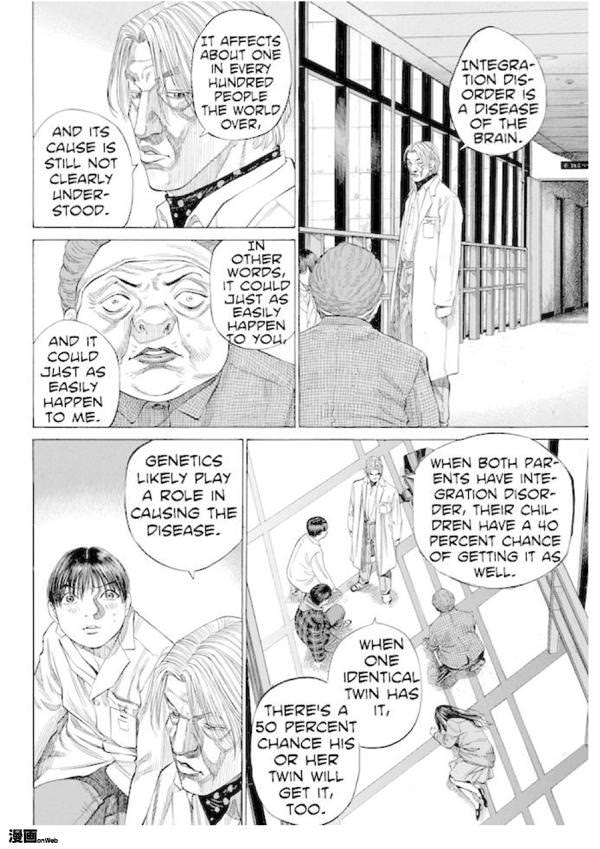 INTEGRA-
TION DIS-
ORDER IS
A DISEASE
OF THE
BRAIN.
IT AFFECTS
ABOUT ONE
IN EVERY
HUNDRED
PEOPLE
THE WORLD
OVER,
AND ITS
CAUSE IS
STILL NOT
CLEARLY
UNDER-
STOOD.
IN
OTHER
WORDS,
IT COULD
JUST AS
EASILY
HAPPEN
TO YOU,
AND IT
COULD
JUST AS
EASILY
HAPPEN
TO ME.
WHEN BOTH PAR-
ENTS HAVE INTE-
GRATION DISOR-
DER, THEIR CHIL-
DREN HAVE A 40
PERCENT CHANCE
OF GETTING IT AS
WELL.
WHEN
ONE
IDENTICAL
TWIN HAS
IT,
THERE'S A
50 PERCENT
CHANCE HIS
OR HER
TWIN WILL
GET IT,
TOO.
GENETICS
LIKELY PLAY
A ROLE IN
CAUSING THE
DISEASE.
漫画onWeb